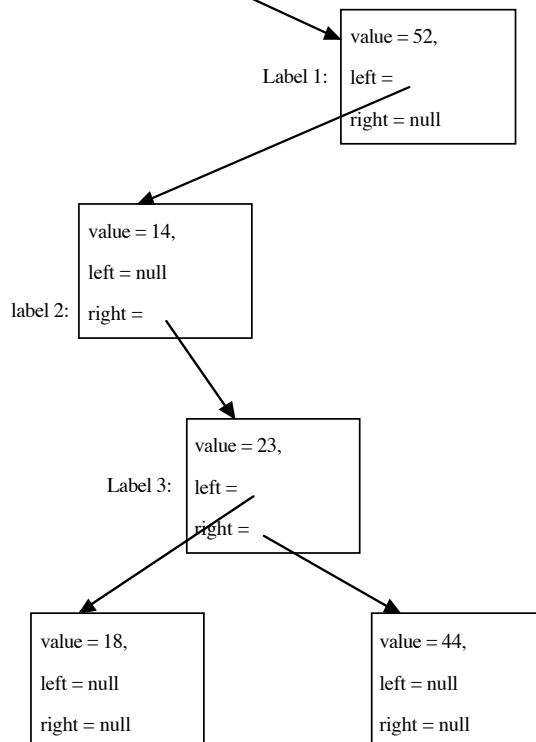 value = 52,
Label 1: left =
right = null
value = 14,
left = null
label 2: right =
value = 23,
Label 3: left =
right =
value = 18,
left = null
right = null
value = 44,
left = null
right = null